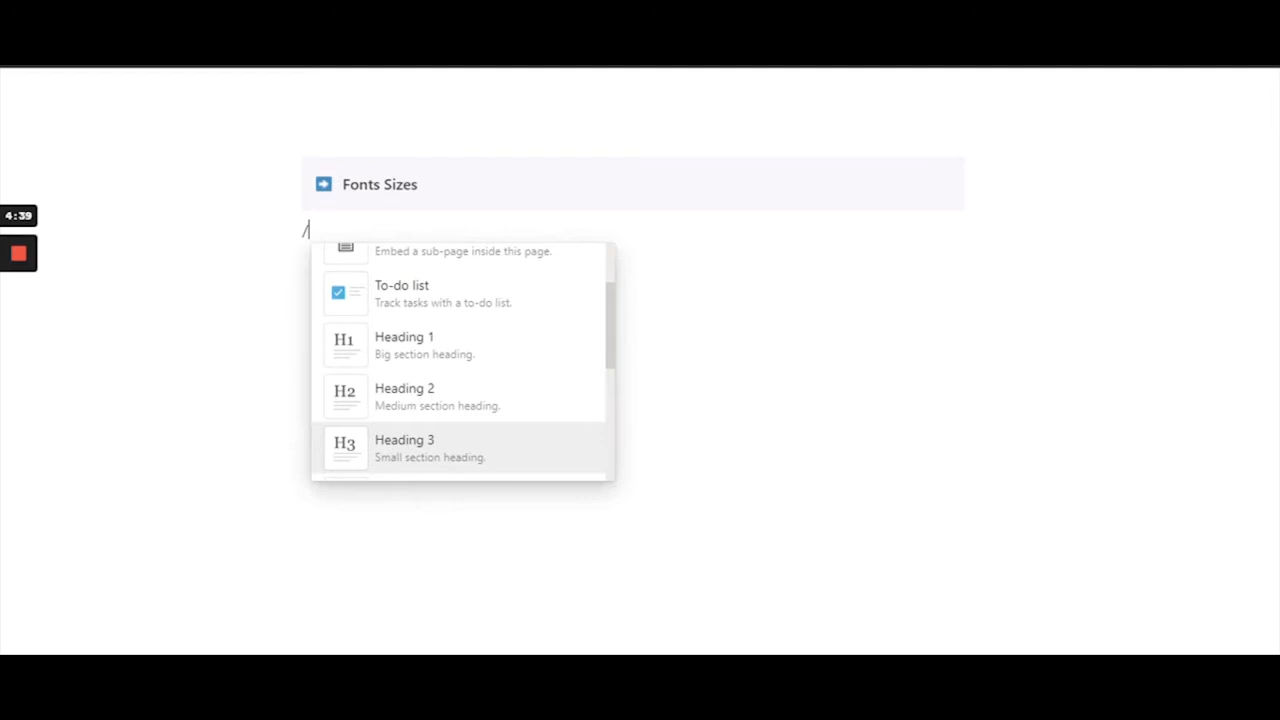 Fonts Sizes
4:39
/
Embed a sub-page inside this page.
To-do list
Track tasks with a to-do list.
H1
Heading 1
Big section heading.
H2
Heading 2
Medium section heading.
H3
Heading 3
Small section heading.